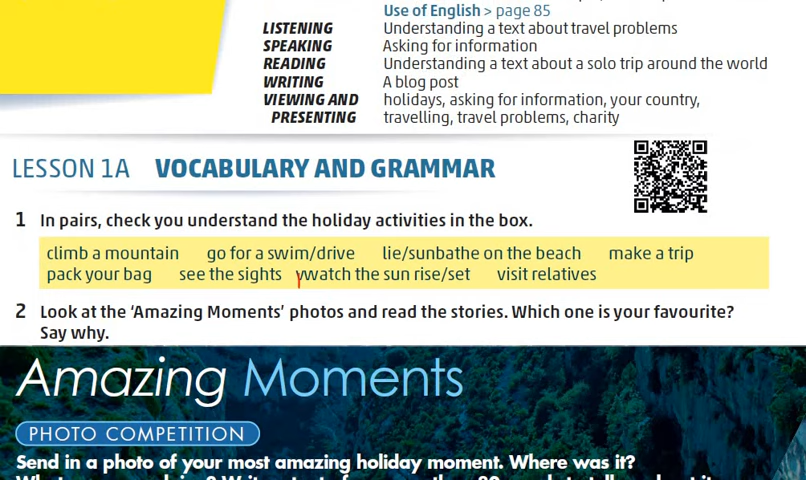 Use of English > page 85
LISTENING Understanding a text about travel problems
SPEAKING Asking for information
READING Understanding a text about a solo trip around the world
WRITING A blog post
VIEWING AND holidays, asking for information, your country,
PRESENTING travelling, travel problems, charity
LESSON 1A VOCABULARY AND GRAMMAR
1 In pairs, check you understand the holiday activities in the box.
climb a mountain go for a swim/drive lie/sunbathe on the beach make a trip
pack your bag see the sights watch the sun rise/set visit relatives
2 Look at the ‘Amazing Moments’ photos and read the stories. Which one is your favourite?
Say why.
Amazing Moments
PHOTO COMPETITION
Send in a photo of your most amazing holiday moment. Where was it?